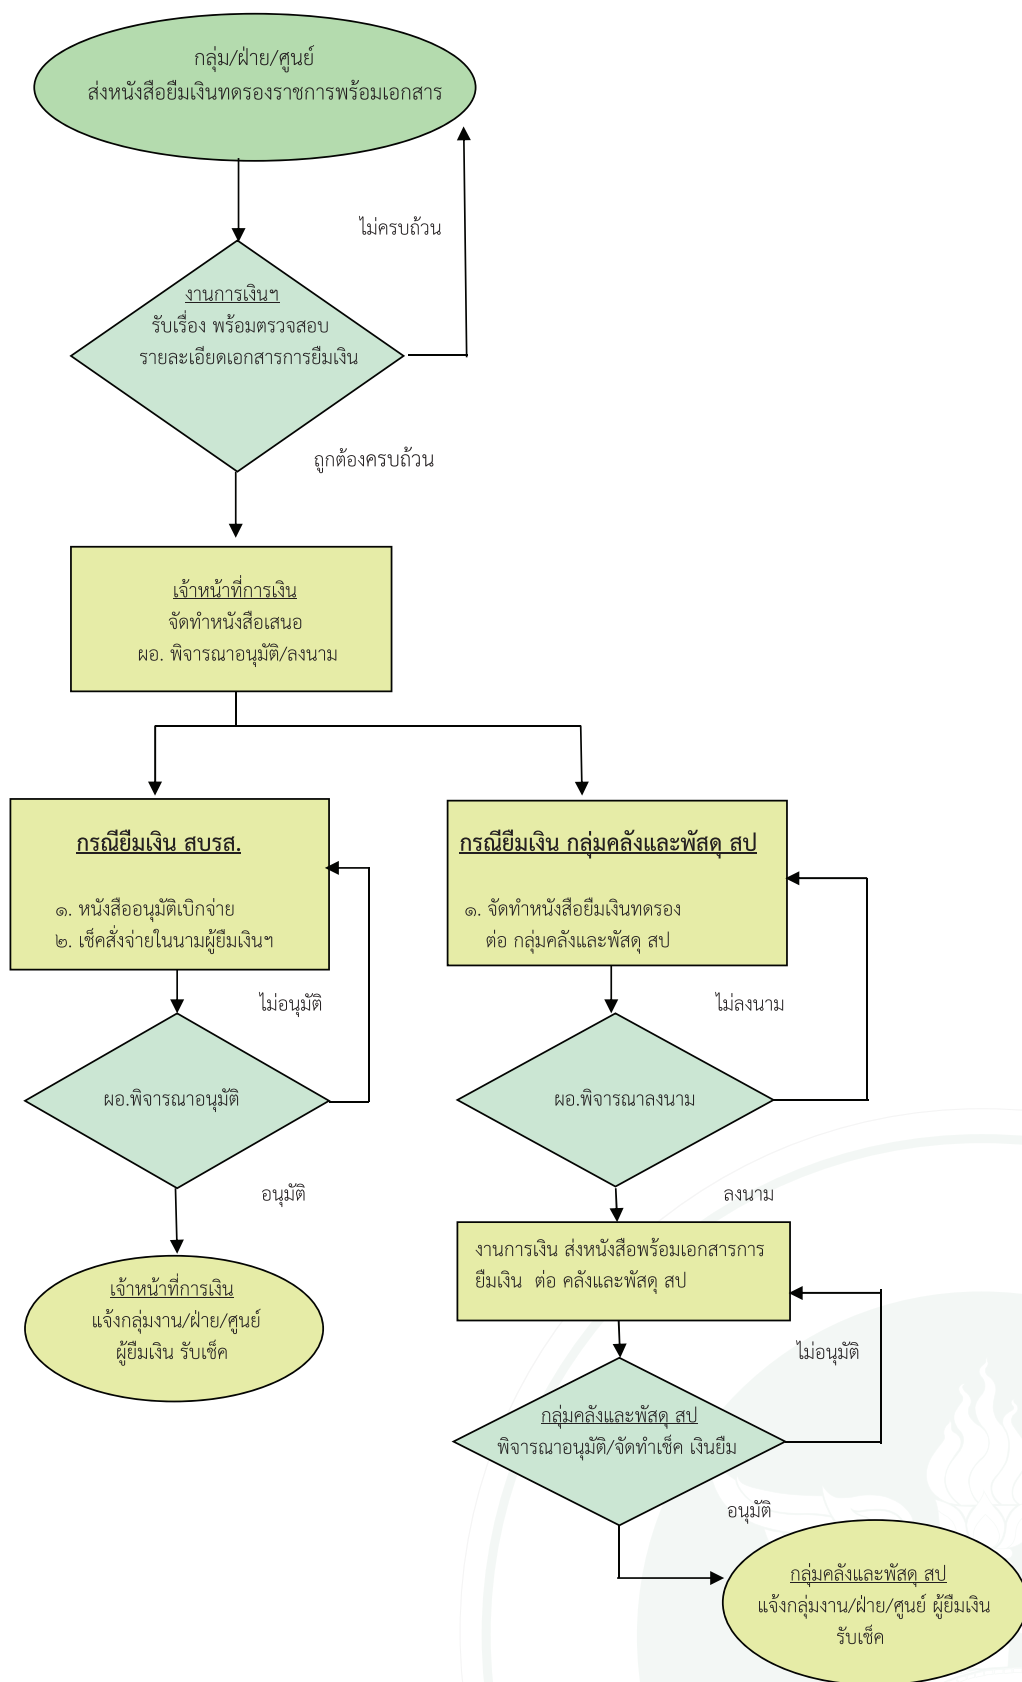 กลุ่ม/ฝ่าย/ศูนย์
ส่งหนังสือยืมเงินทดรองราชการพร้อมเอกสาร
ไม่ครบถ้วน
งานการเงินฯ
รับเรื่อง พร้อมตรวจสอบ
รายละเอียดเอกสารการยืมเงิน
ถูกต้องครบถ้วน
เจ้าหน้าที่การเงิน
จัดทำหนังสือเสนอ
ผอ. พิจารณาอนุมัติ/ลงนาม
กรณียืมเงิน สบรส.
๑. หนังสืออนุมัติเบิกจ่าย
๒. เช็คสั่งจ่ายในนามผู้ยืมเงินฯ
ไม่อนุมัติ
ผอ.พิจารณาอนุมัติ
อนุมัติ
เจ้าหน้าที่การเงิน
แจ้งกลุ่มงาน/ฝ่าย/ศูนย์
ผู้ยืมเงิน รับเช็ค
กรณียืมเงิน กลุ่มคลังและพัสดุ สป
๑. จัดทำหนังสือยืมเงินทดรอง
ต่อ กลุ่มคลังและพัสดุ สป
ไม่ลงนาม
ผอ.พิจารณาลงนาม
ลงนาม
งานการเงิน ส่งหนังสือพร้อมเอกสารการ
ยืมเงิน ต่อ คลังและพัสดุ สป
ไม่อนุมัติ
กลุ่มคลังและพัสดุ สป
พิจารณาอนุมัติ/จัดทำเช็ค เงินยืม
อนุมัติ
กลุ่มคลังและพัสดุ สป
แจ้งกลุ่มงาน/ฝ่าย/ศูนย์ ผู้ยืมเงิน
รับเช็ค